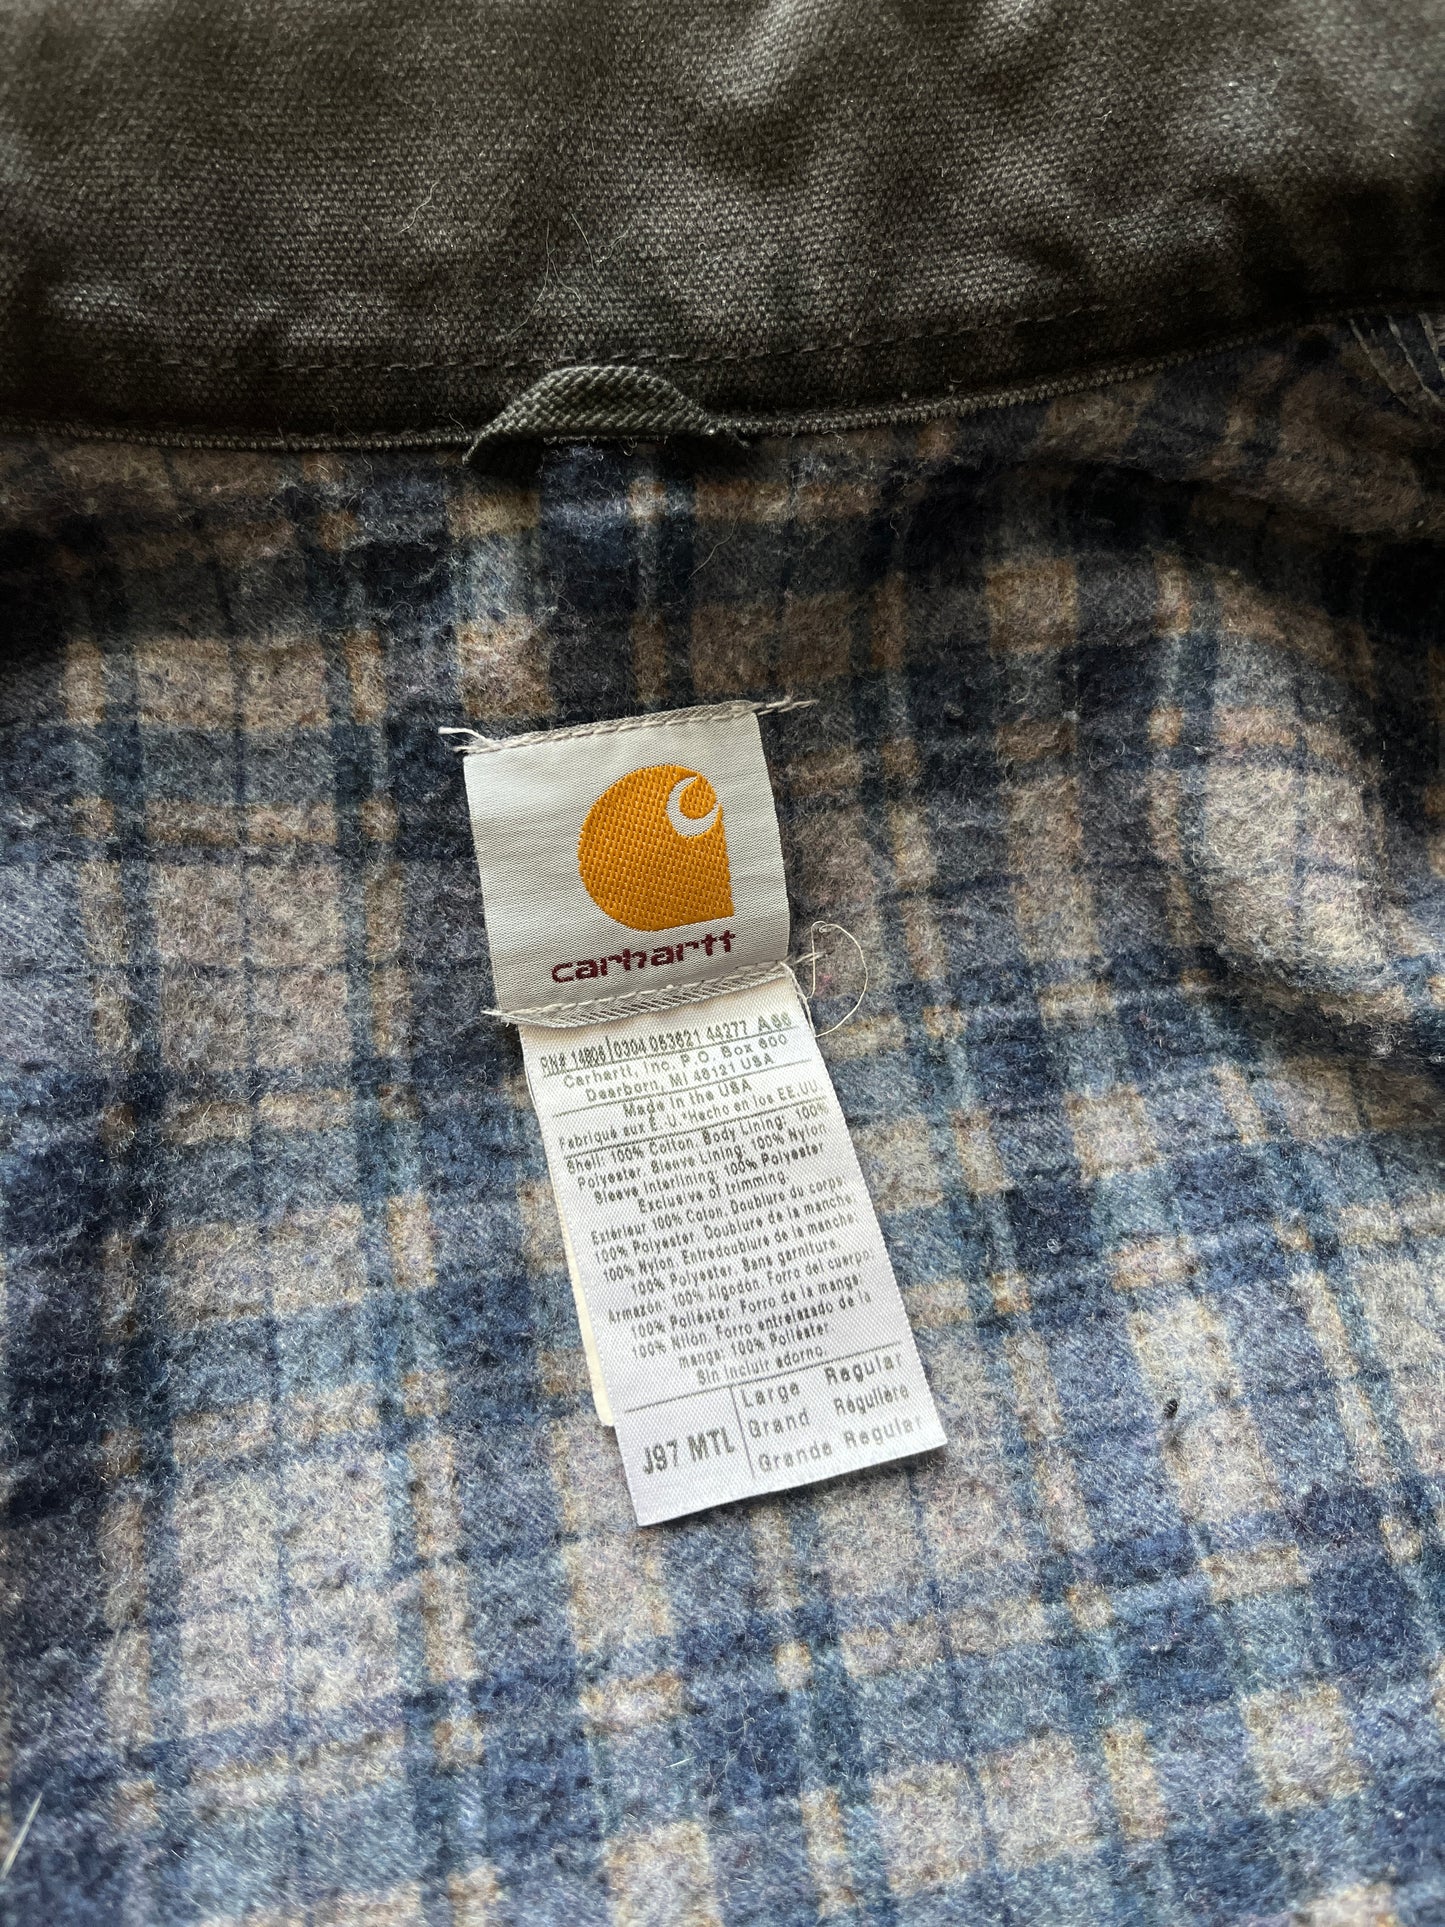 carhartt
RN# 14806/0304 083621 44277 A66
Carhartt, Inc. P.O. Box 600
Dearborn, MI 48121 USA
Made in the USA
Fabriqué aux É.U. *Hecho en los EE.UU.
Shell: 100% Cotton. Body Lining: 100%
Polyester. Sleeve Lining: 100% Nylon
Sleeve Interlining: 100% Polyester
Exclusive of trimming.
Extérieur 100% Coton. Doublure du corps:
100% Polyester. Doublure de la manche:
100% Nylon. Entredoublure de la manche:
100% Polyester. Sans garniture.
Armazón: 100% Algodón. Forro del cuerpo:
100% Poliéster. Forro de la manga:
100% Nilón. Forro entrelazado de la
manga: 100% Poliéster.
Sin incluir adorno.
J97 MTL
Large Regular
Grand Régulière
Grande Regular